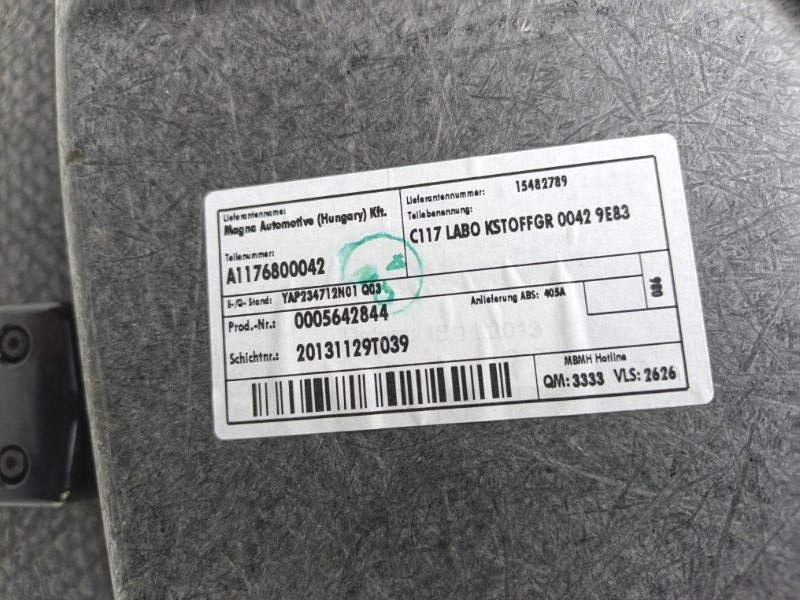 Lieferantenname:
Magna Automotive (Hungary) Kft.
Lieferantennummer: 15482789
Teilebenennung:
C117 LABO KSTOFFGR 0042 9E83
Teilenummer:
A1176800042
E-/Q- Stand: YAP234712N01 Q03
Anlieferung ABS: 405A
086
Prod.-Nr.: 0005642844
Schichtnr.: 20131129T039
MBMH Hotline
QM: 3333 VLS: 2626